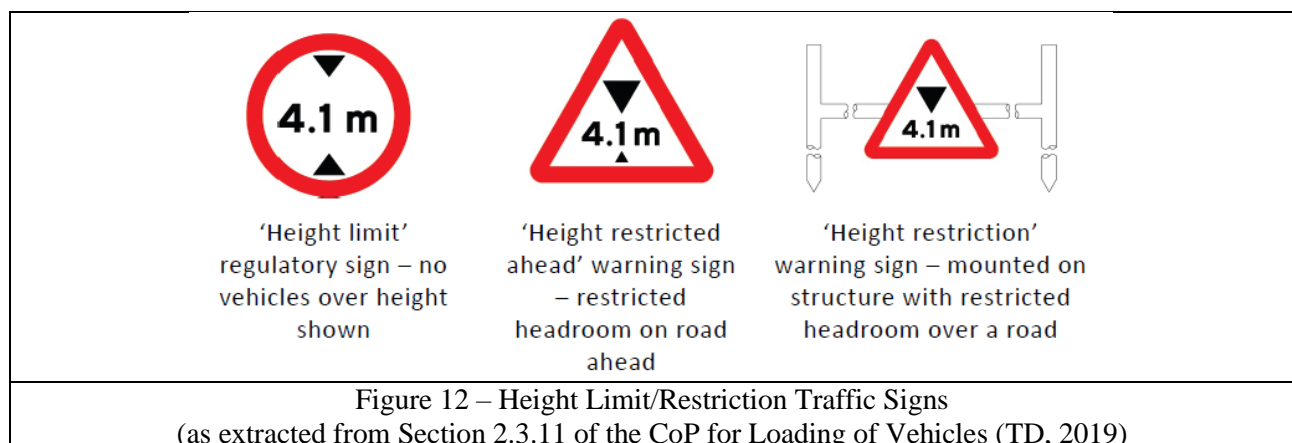 4.1 m
4.1m
4.1m
‘Height limit’
regulatory sign – no
vehicles over height
shown
‘Height restricted
ahead’ warning sign
– restricted
headroom on road
ahead
‘Height restriction’
warning sign – mounted on
structure with restricted
headroom over a road
Figure 12 – Height Limit/Restriction Traffic Signs
(as extracted from Section 2.3.11 of the CoP for Loading of Vehicles (TD, 2019)